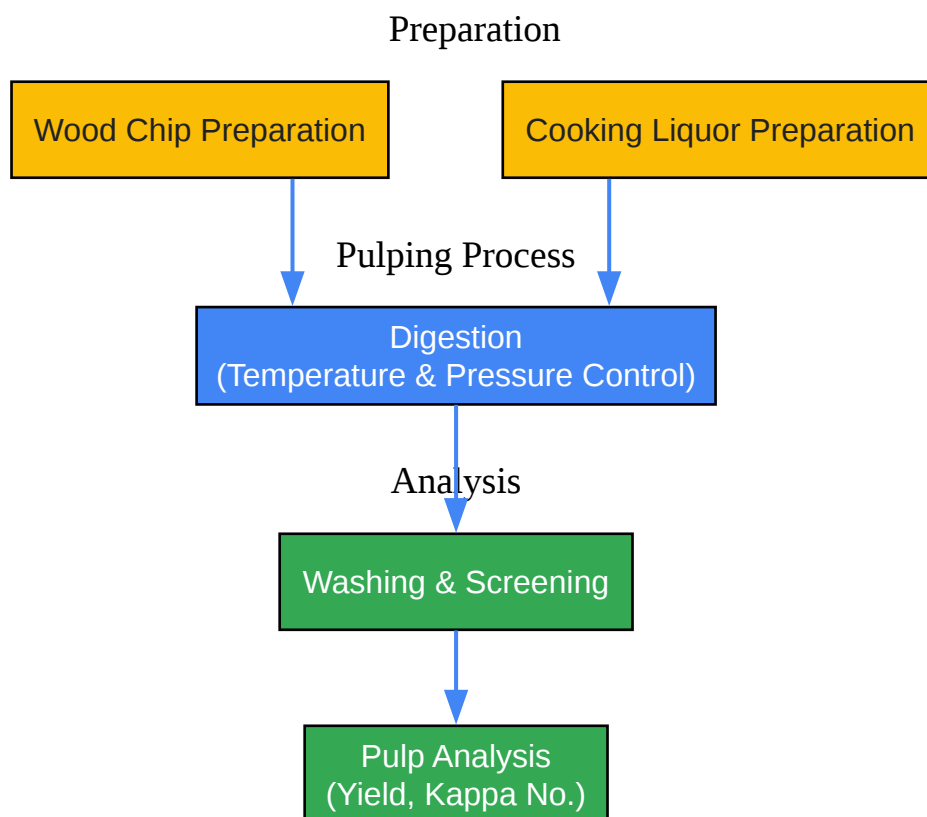 Preparation
Wood Chip Preparation
Cooking Liquor Preparation
Pulping Process
Digestion
(Temperature & Pressure Control)
Analysis
Washing & Screening
Pulp Analysis
(Yield, Kappa No.)